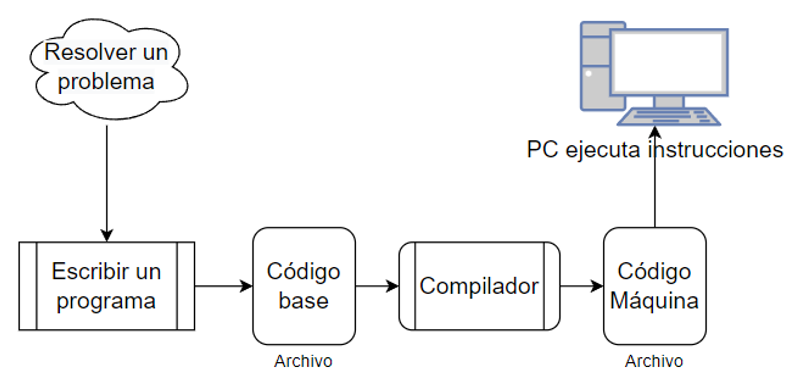 Resolver un
problema
PC ejecuta instrucciones
Escribir un
programa
Código
base
Archivo
Compilador
Código
Máquina
Archivo